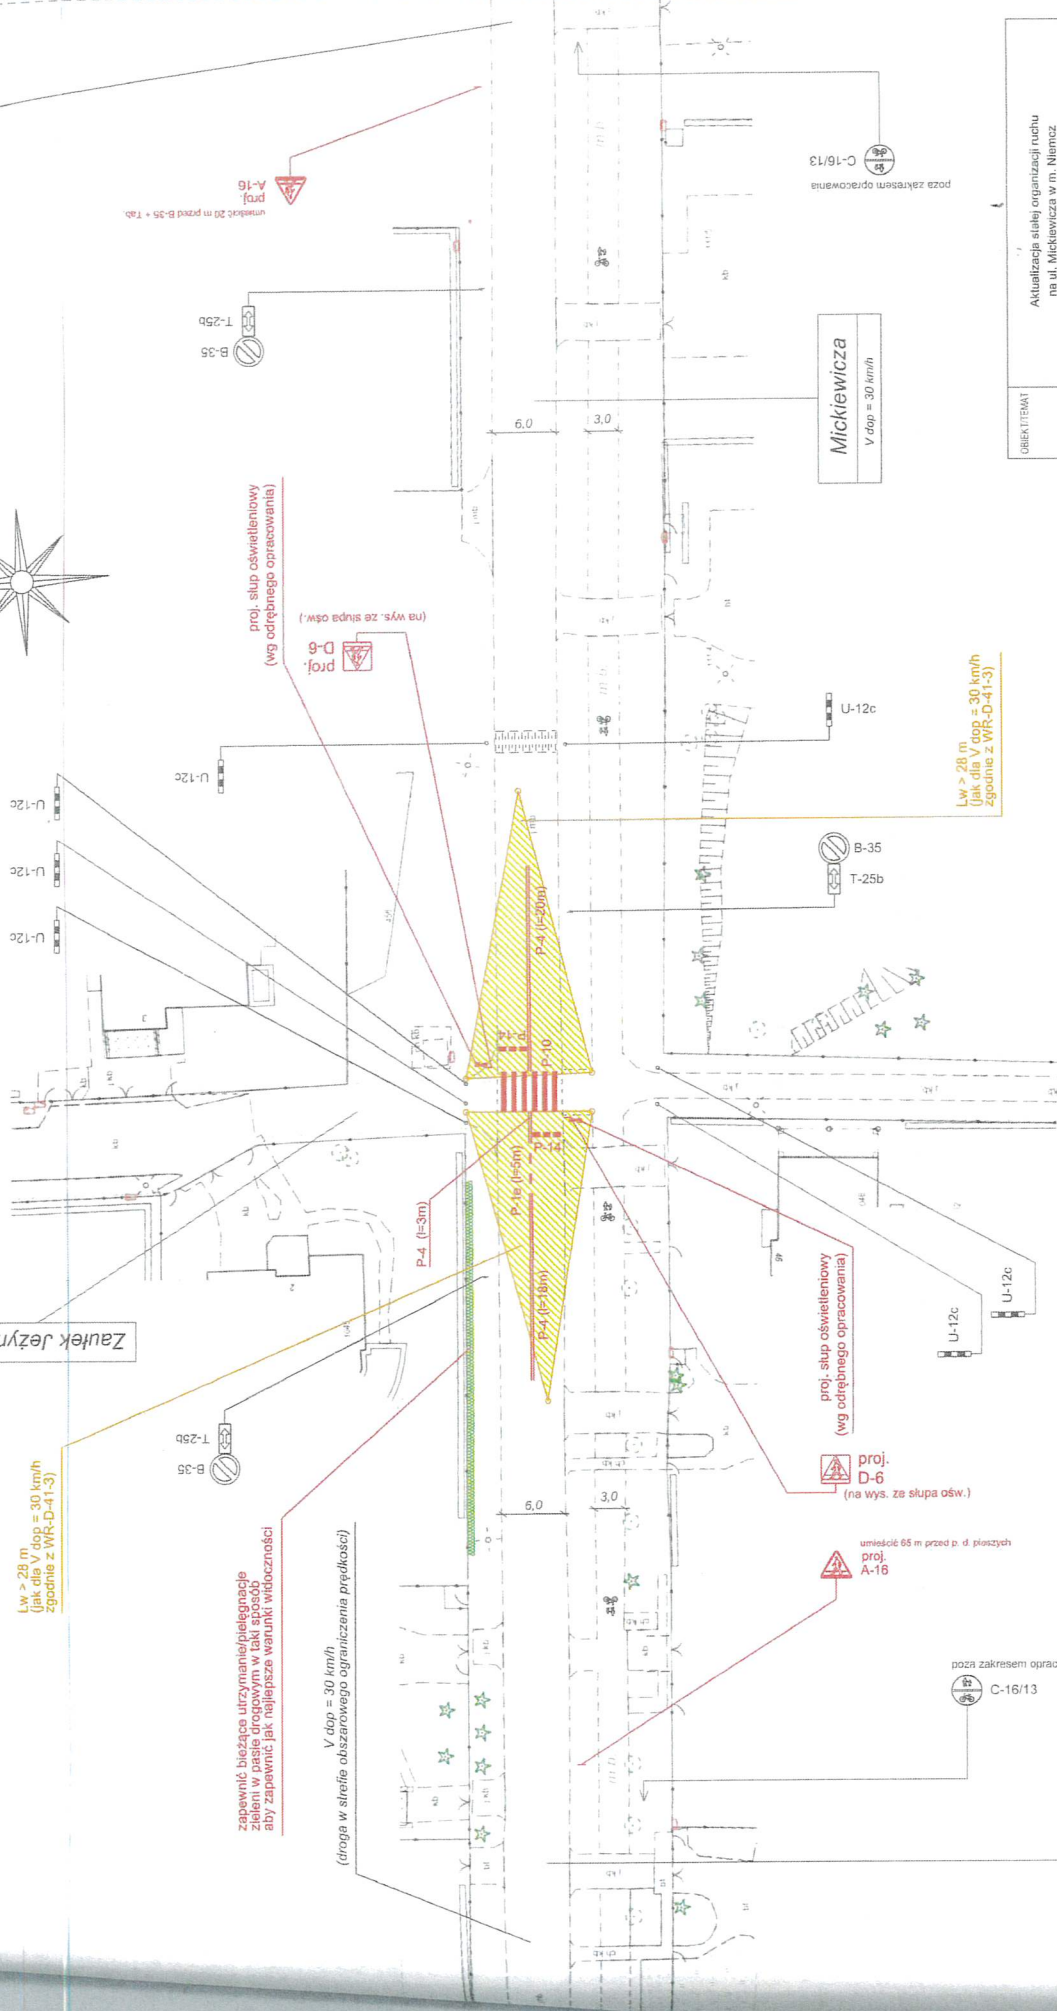 proj.
A-16
umieścić 20 m przed B-35 + Tab.
C-16/13
poza zakresem opracowania
Aktualizacja stałej organizacji ruchu
na ul. Mickiewicza w m. Niemcz
OBIEKT/TEMAT
T-25b
B-35
Mickiewicza
V dop = 30 km/h
6,0
3,0
proj. słup oświetleniowy
(wg odrębnego opracowania)
proj.
D-6
(na wys. ze słupa ośw.)
U-12c
U-12c
U-12c
U-12c
U-12c
Lw > 28 m
(jak dla V dop = 30 km/h
zgodnie z WR-D-41-3)
B-35
T-25b
P-4 (l=20m)
P-14
P-10
P-14
P-1e (l=5m)
P-4 (l=3m)
P-4 (l=18m)
Zaułek Jeżyn
T-25b
B-35
Lw > 28 m
(jak dla V dop = 30 km/h
zgodnie z WR-D-41-3)
zapewnić bieżące utrzymanie/pielęgnacje
zieleni w pasie drogowym w taki sposób
aby zapewnić jak najlepsze warunki widoczności
V dop = 30 km/h
(droga w strefie obszarowego ograniczenia prędkości)
6,0
3,0
U-12c
U-12c
proj. słup oświetleniowy
(wg odrębnego opracowania)
proj.
D-6
(na wys. ze słupa ośw.)
umieścić 65 m przed p. d. pieszych
proj.
A-16
poza zakresem oprac
C-16/13